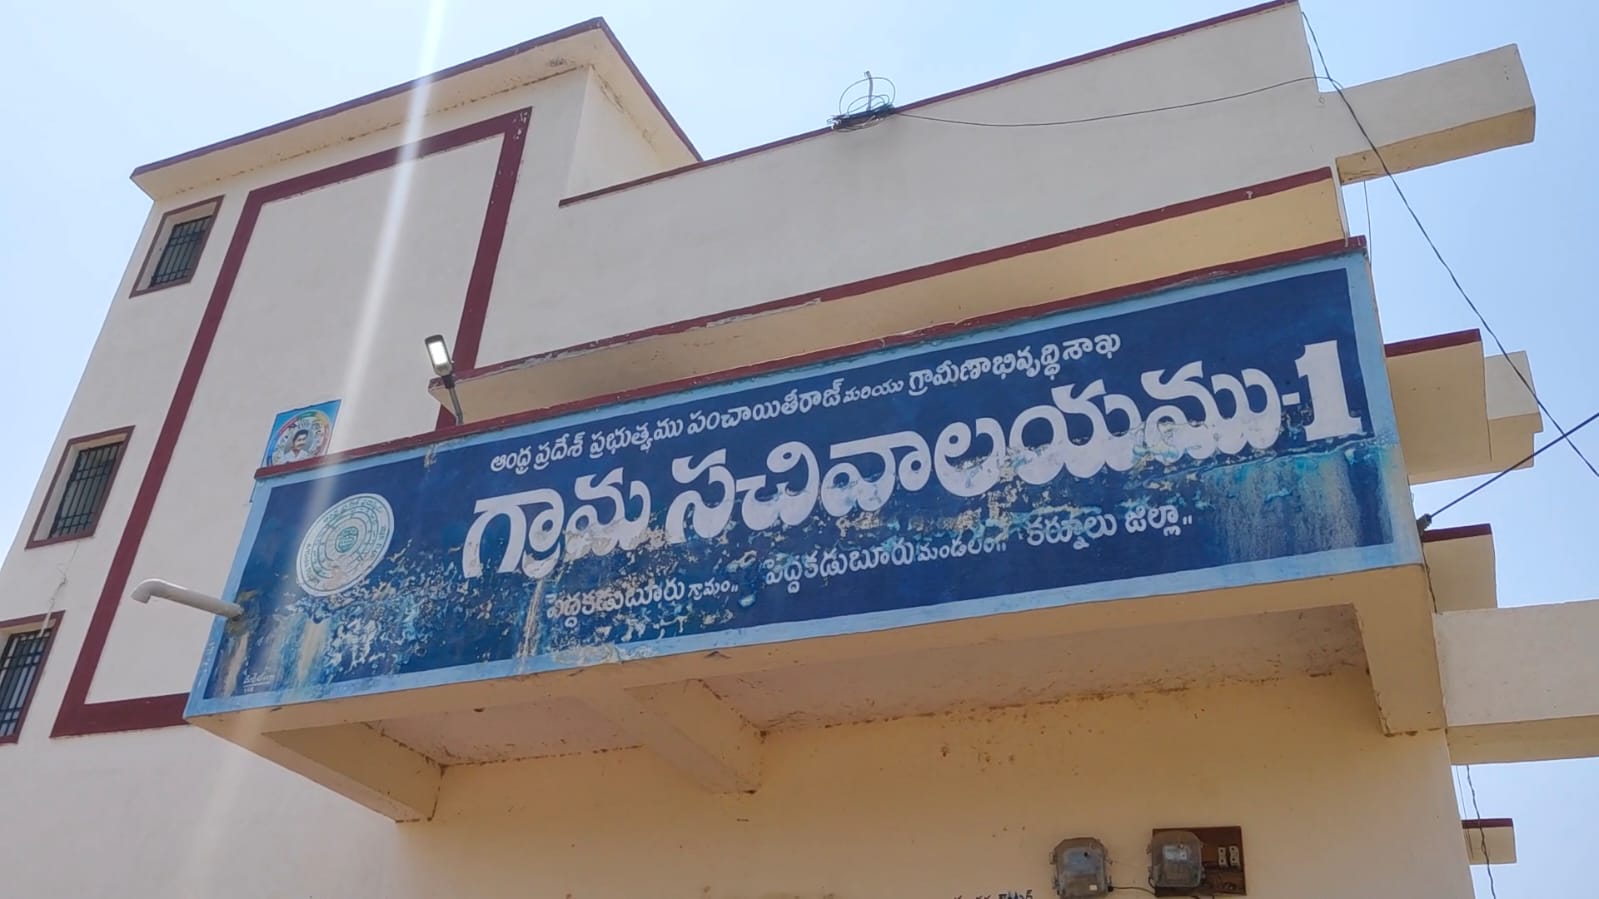 ఆంధ్ర ప్రదేశ్ ప్రభుత్వము పంచాయితీరాజ్ మరియు గ్రామీణాభివృద్ధి శాఖ
గ్రామ సచివాలయము-1
పెద్దకడుబూరు గ్రామం,, పెద్దకడుబూరు మండలం,, కర్నూలు జిల్లా,,